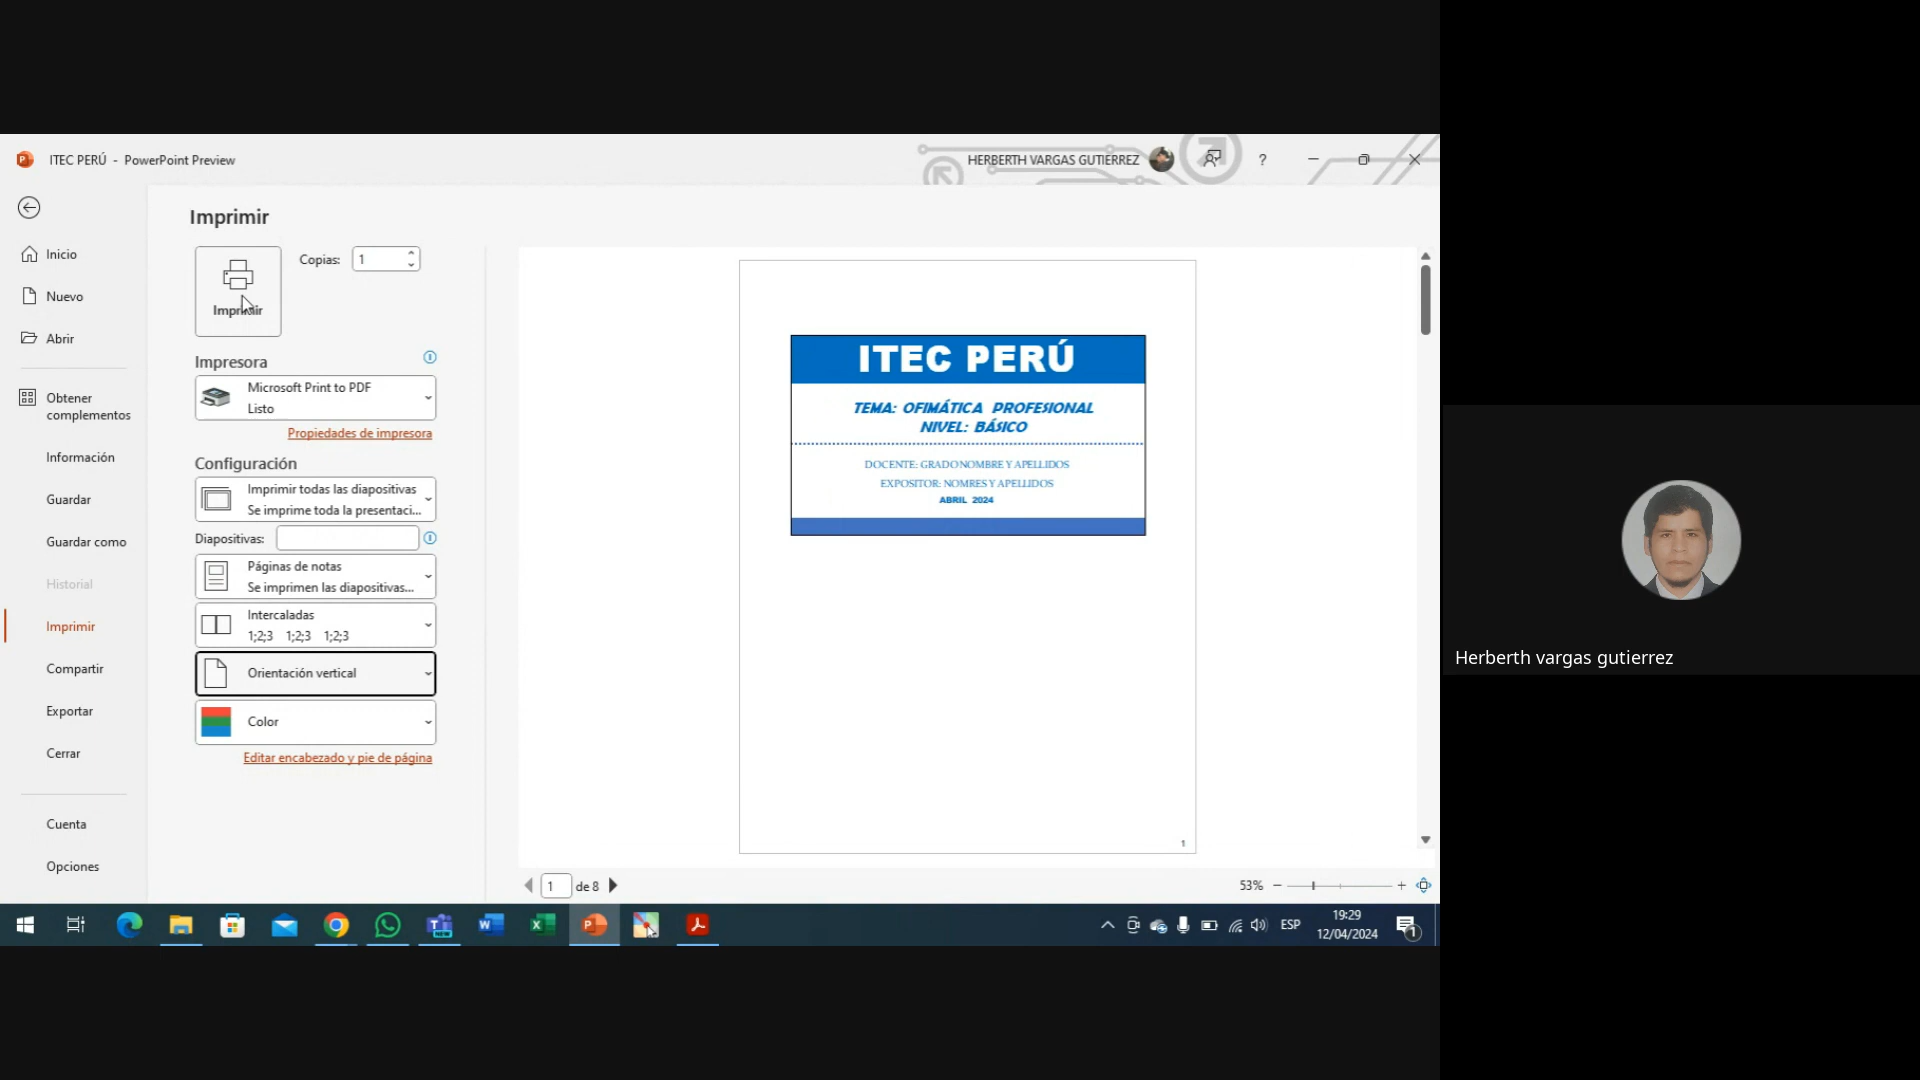 ITEC PERÚ - PowerPoint Preview
HERBERTH VARGAS GUTIERREZ
?
Imprimir
Inicio
Nuevo
Abrir
Obtener
complementos
Información
Guardar
Guardar como
Historial
Imprimir
Compartir
Exportar
Cerrar
Cuenta
Opciones
Imprimir
Copias: 1
Impresora
Microsoft Print to PDF
Listo
Propiedades de impresora
Configuración
Imprimir todas las diapositivas
Se imprime toda la presentaci...
Diapositivas:
Páginas de notas
Se imprimen las diapositivas...
Intercaladas
1;2;3 1;2;3 1;2;3
Orientación vertical
Color
Editar encabezado y pie de página
ITEC PERÚ
TEMA: OFIMÁTICA PROFESIONAL
NIVEL: BÁSICO
DOCENTE: GRADO NOMBRE Y APELLIDOS
EXPOSITOR: NOMRES Y APELLIDOS
ABRIL 2024
1
1 de 8
53%
ESP
19:29
12/04/2024
1
Herberth vargas gutierrez